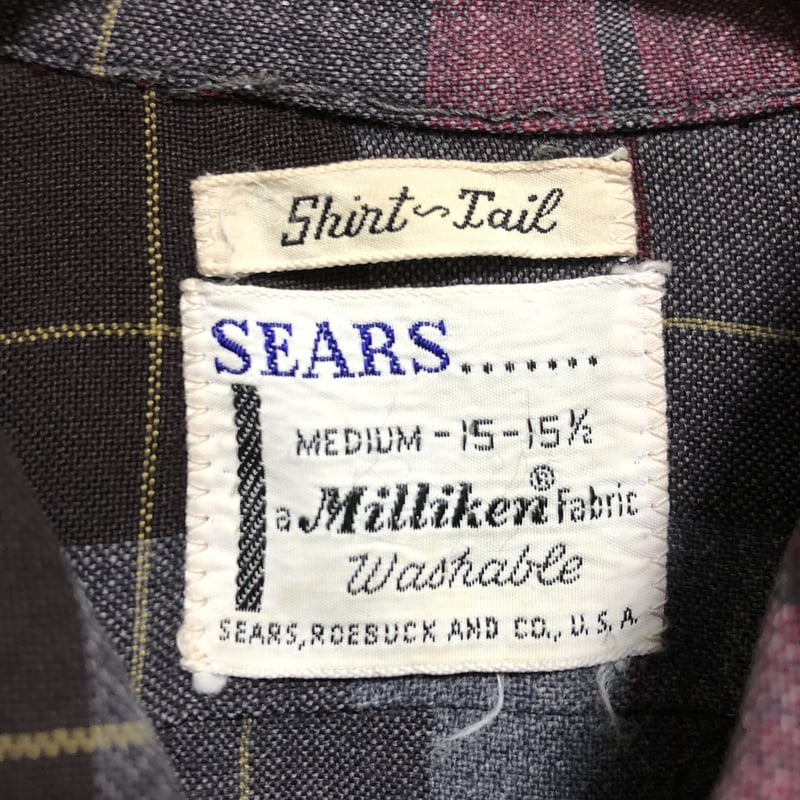 Shirt~Tail
SEARS.......
MEDIUM -15-15½
a Milliken® Fabric
Washable
SEARS, ROEBUCK AND CO., U.S.A.